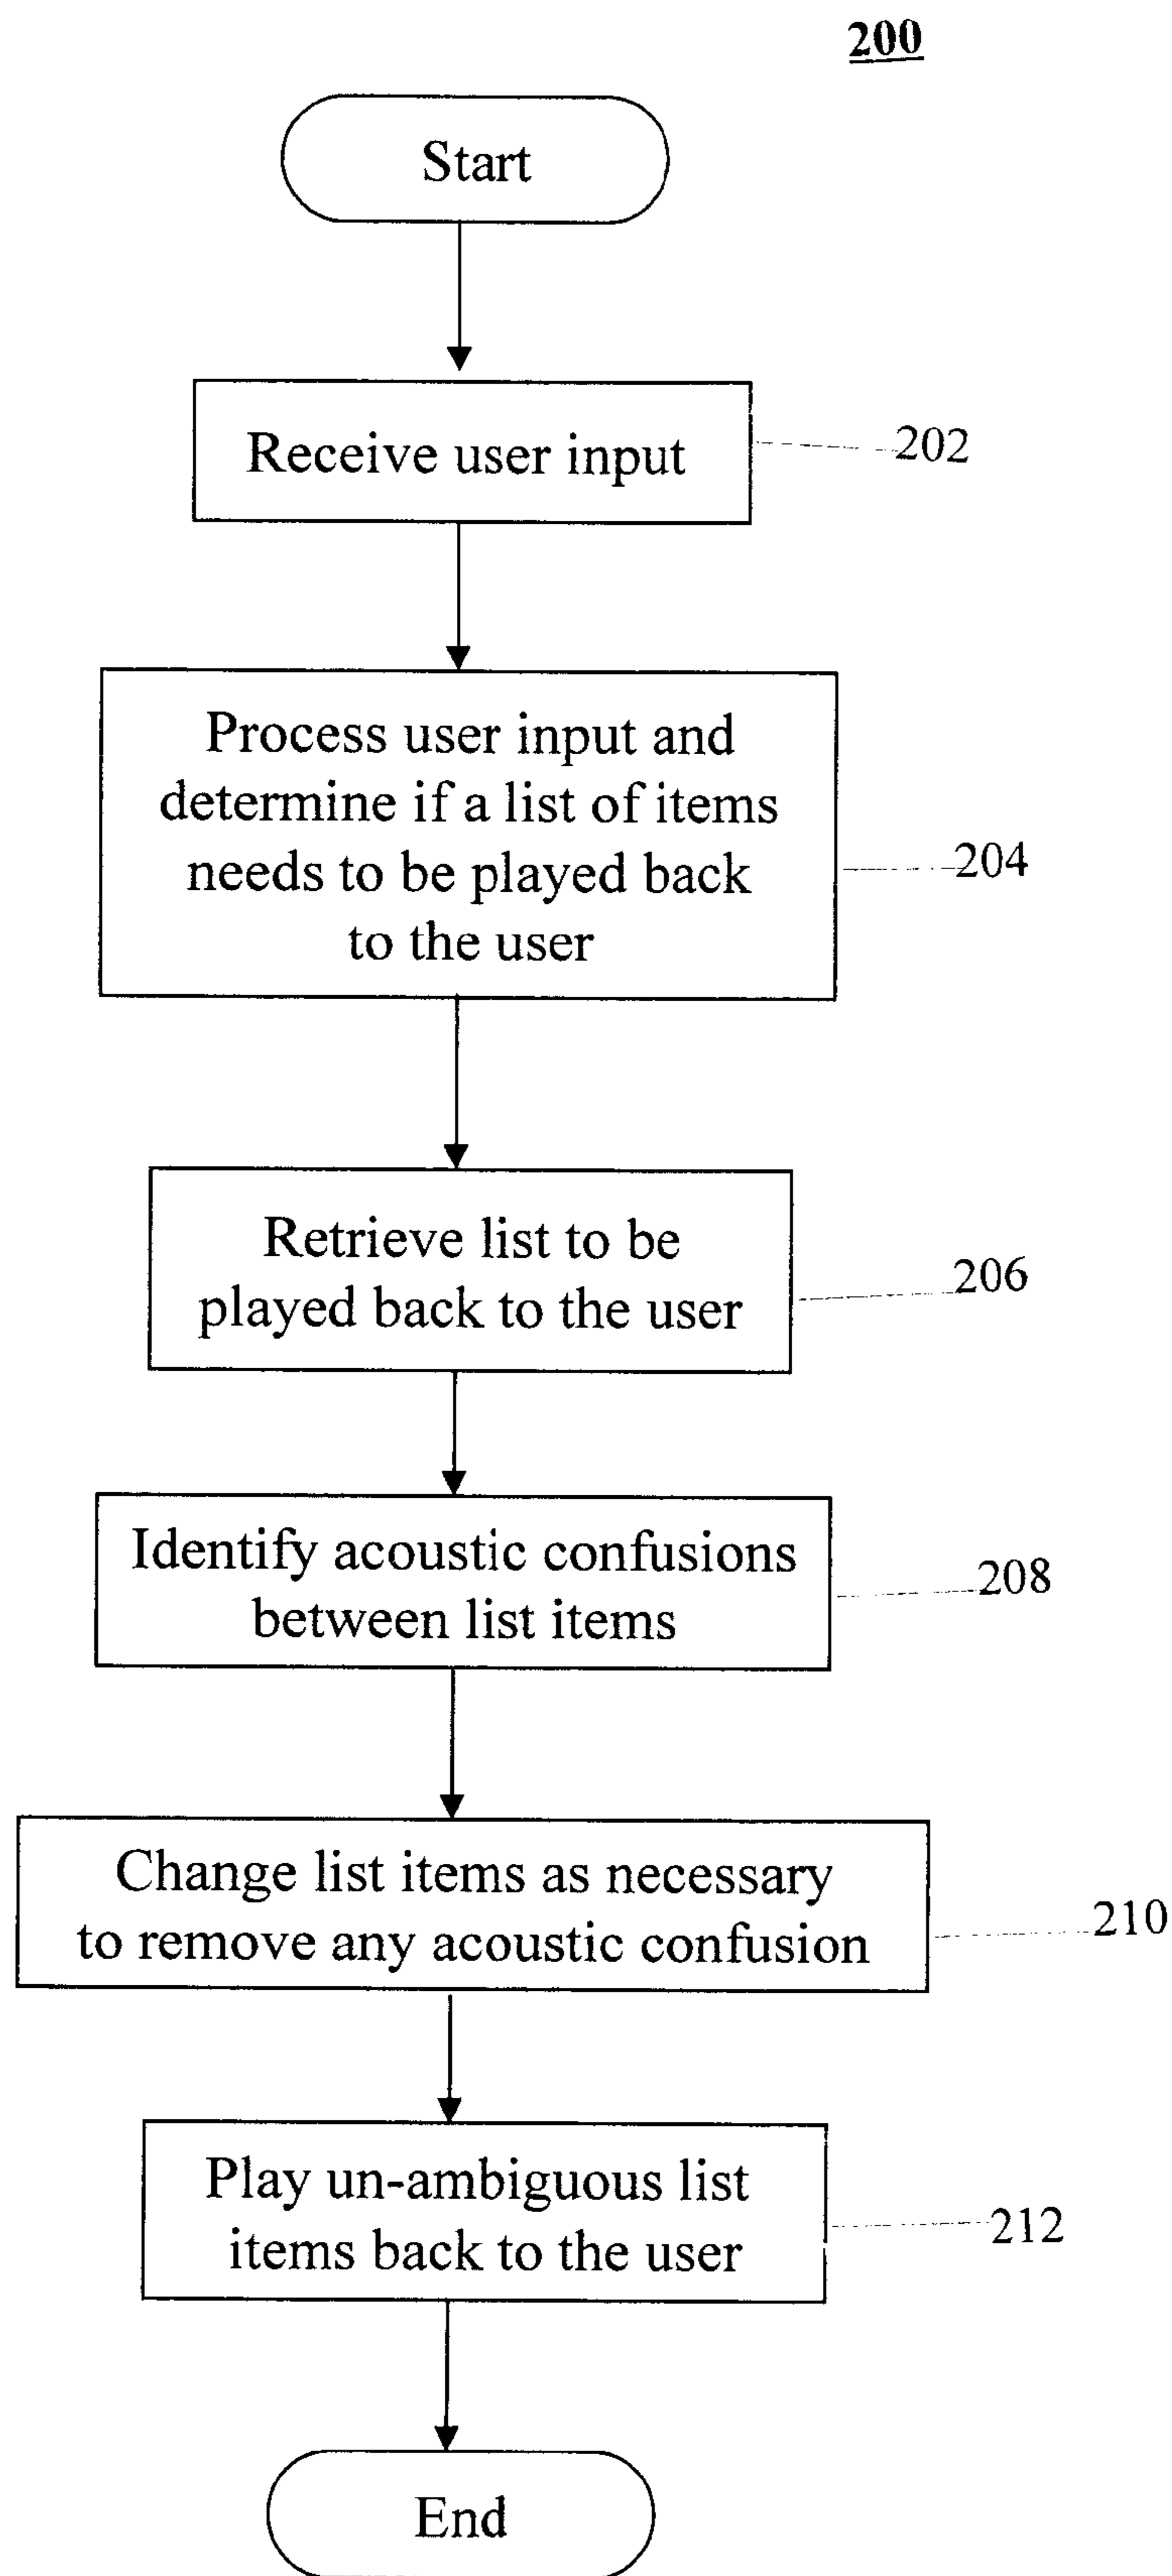 200
Start
Receive user input
202
Process user input and
determine if a list of items
needs to be played back
to the user
204
Retrieve list to be
played back to the user
206
Identify acoustic confusions
between list items
208
Change list items as necessary
to remove any acoustic confusion
210
Play un-ambiguous list
items back to the user
212
End